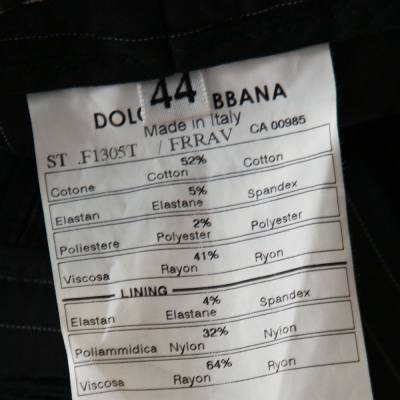 44
DOLC BBANA
Made in Italy
ST .F1305T / FRRAV CA 00985
52%
Cotone Cotton Cotton
5%
Elastan Elastane Spandex
2%
Poliestere Polyester Polyester
41%
Viscosa Rayon Ryon
LINING
4%
Elastan Elastane Spandex
32%
Poliammidica Nylon Nylon
64%
Viscosa Rayon Ryon